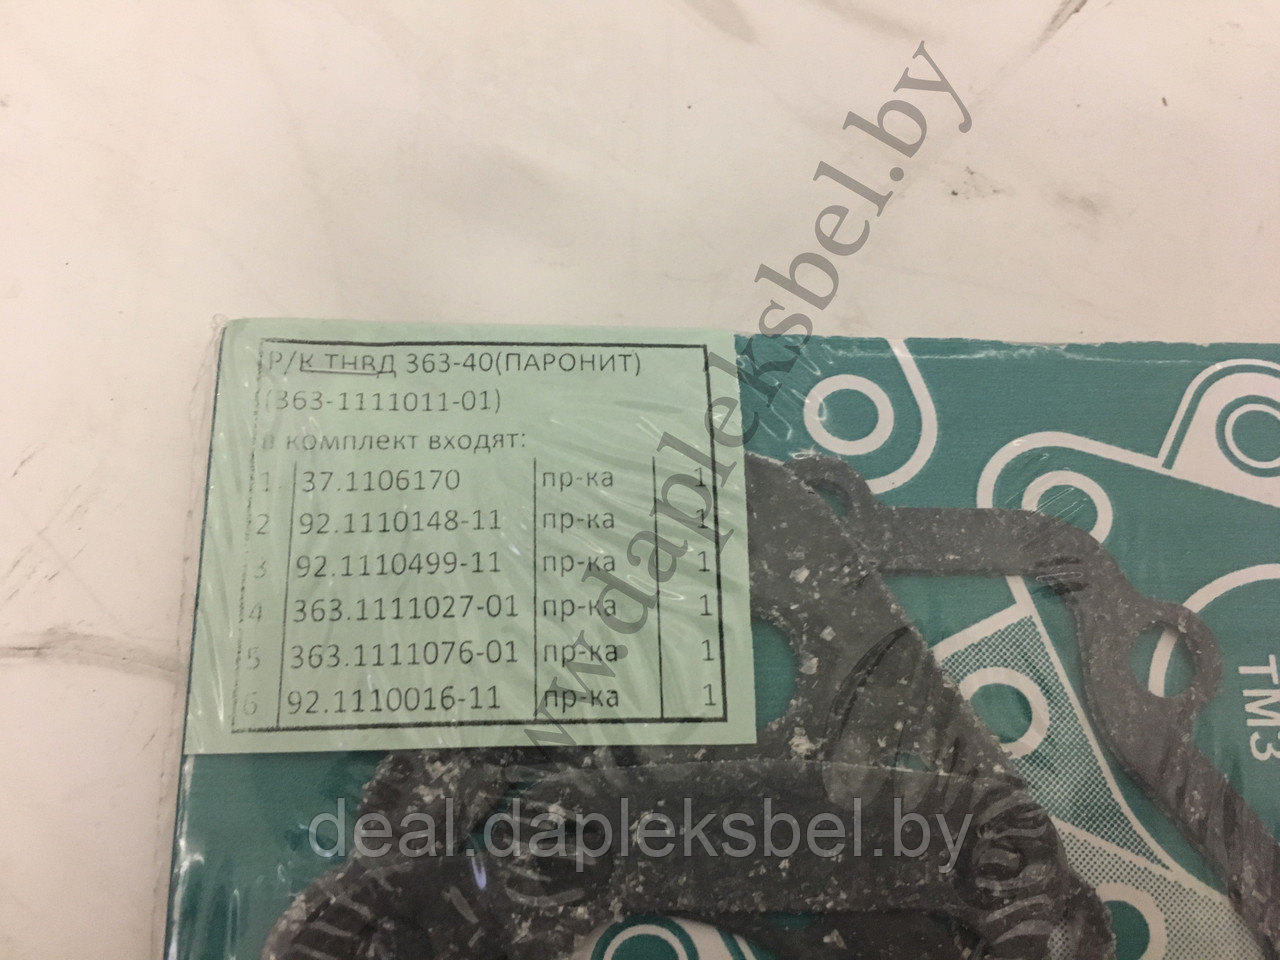 Р/К ТНВД 363-40(ПАРОНИТ)
(363-1111011-01)
В комплект входят:
1 37.1106170 пр-ка 1
2 92.1110148-11 пр-ка 1
3 92.1110499-11 пр-ка 1
4 363.1111027-01 пр-ка 1
5 363.1111076-01 пр-ка 1
6 92.1110016-11 пр-ка 1
ТМЗ
www.dapleksbel.by
deal.dapleksbel.by